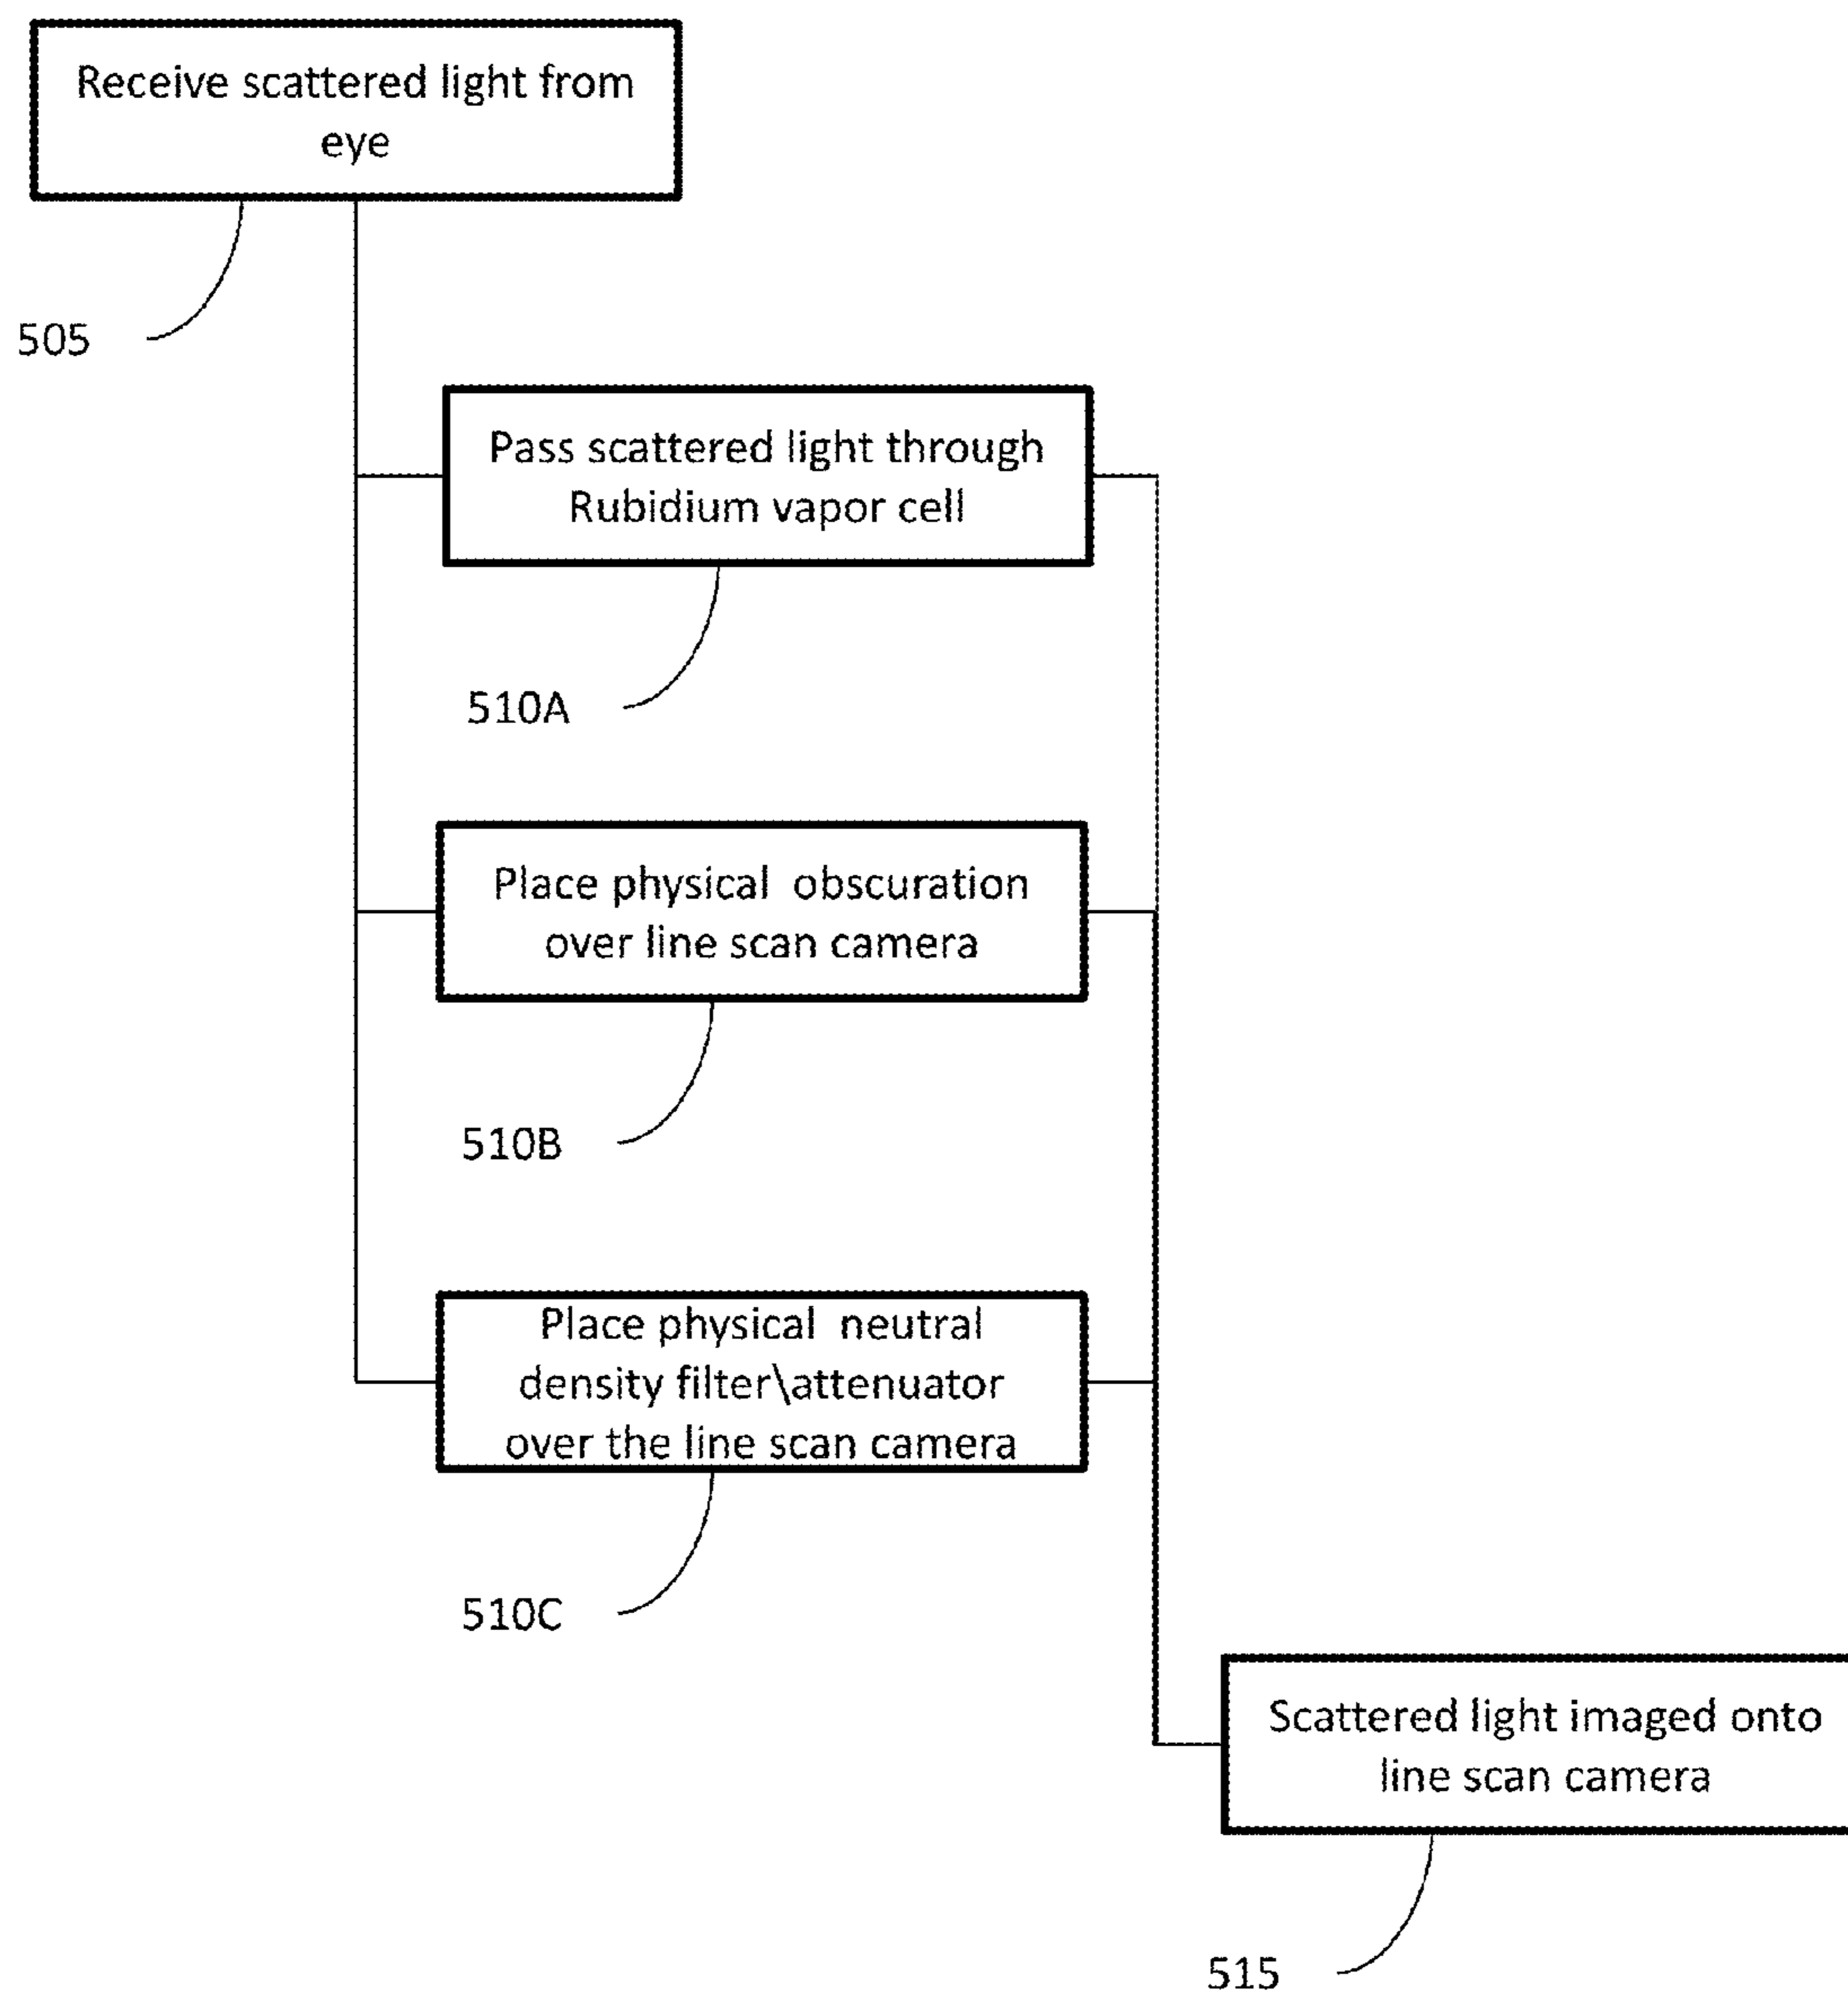 Receive scattered light from
eye
505
Pass scattered light through
Rubidium vapor cell
510A
Place physical obscuration
over line scan camera
510B
Place physical neutral
density filter\attenuator
over the line scan camera
510C
Scattered light imaged onto
line scan camera
515